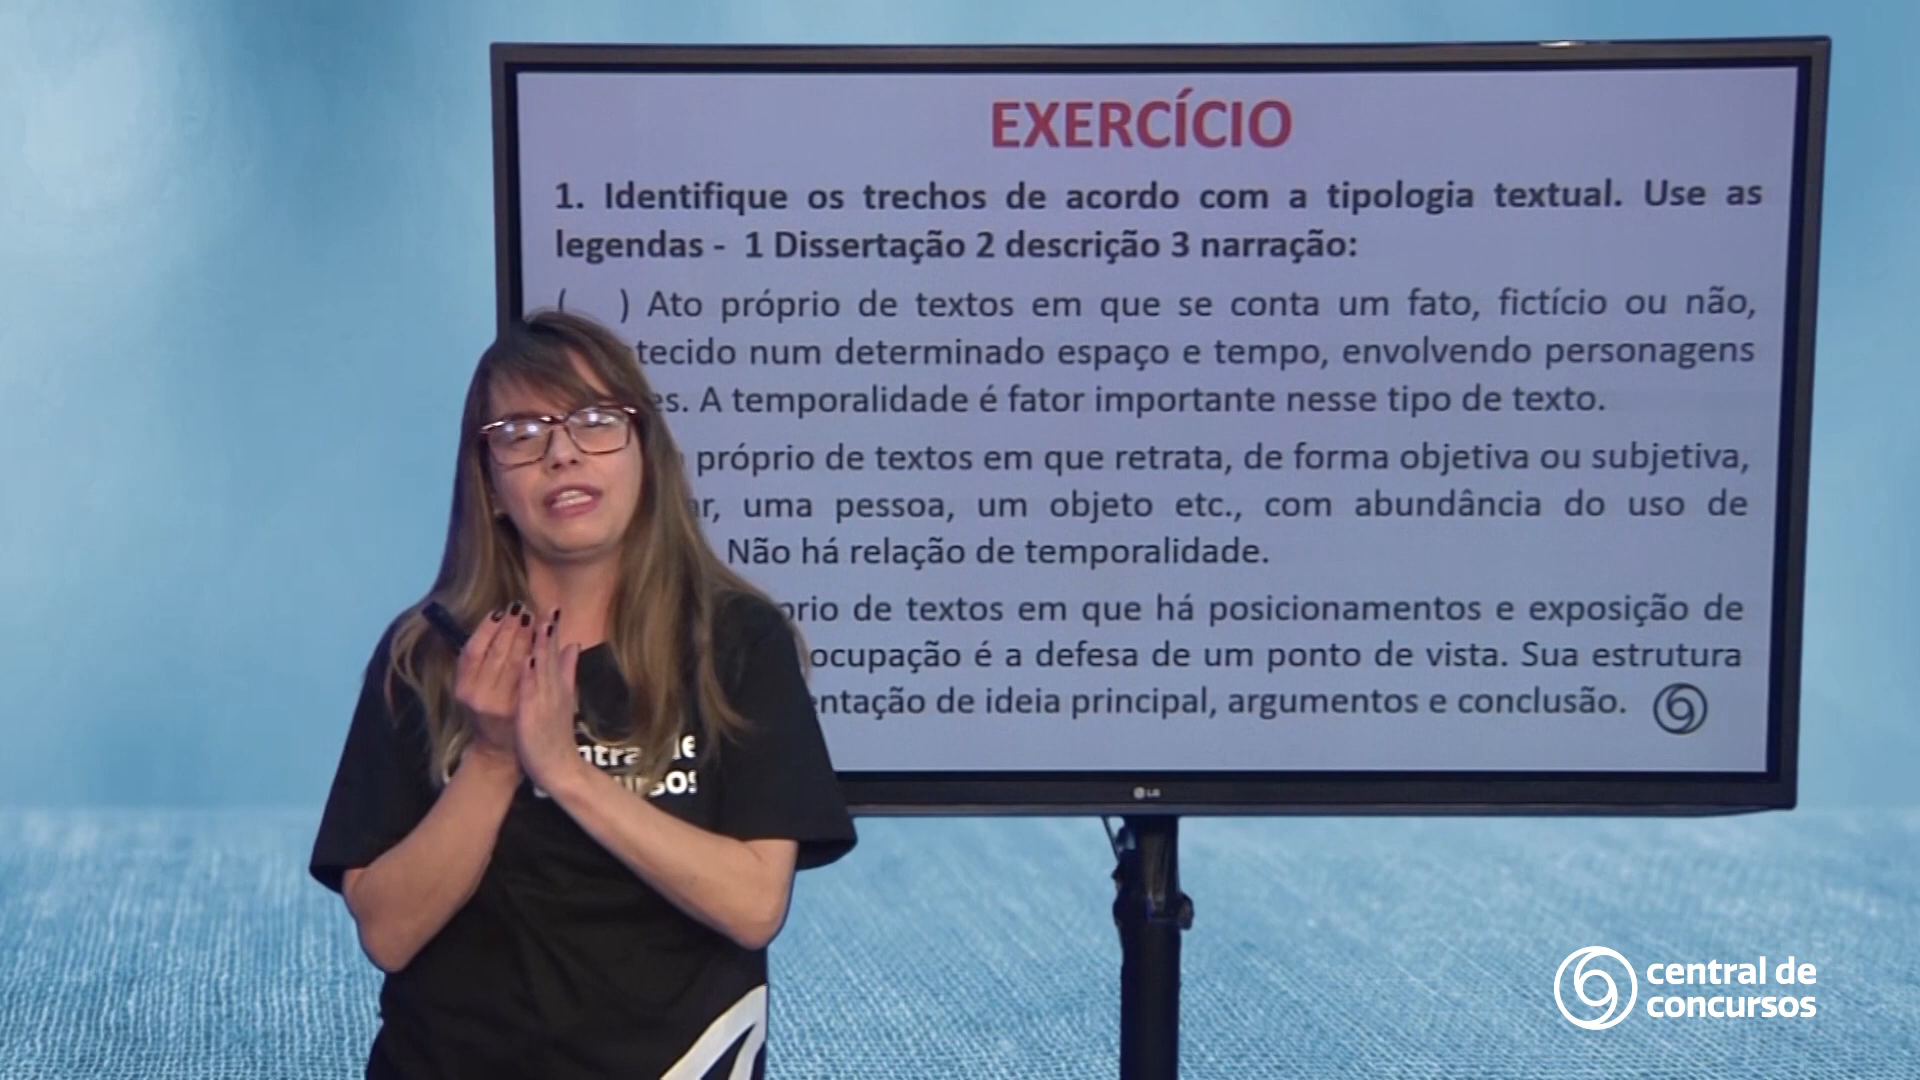 EXERCÍCIO
1. Identifique os trechos de acordo com a tipologia textual. Use as
legendas - 1 Dissertação 2 descrição 3 narração:
( ) Ato próprio de textos em que se conta um fato, fictício ou não,
tecido num determinado espaço e tempo, envolvendo personagens
es. A temporalidade é fator importante nesse tipo de texto.
próprio de textos em que retrata, de forma objetiva ou subjetiva,
ar, uma pessoa, um objeto etc., com abundância do uso de
Não há relação de temporalidade.
prio de textos em que há posicionamentos e exposição de
ocupação é a defesa de um ponto de vista. Sua estrutura
entação de ideia principal, argumentos e conclusão.
LG
central de
concursos